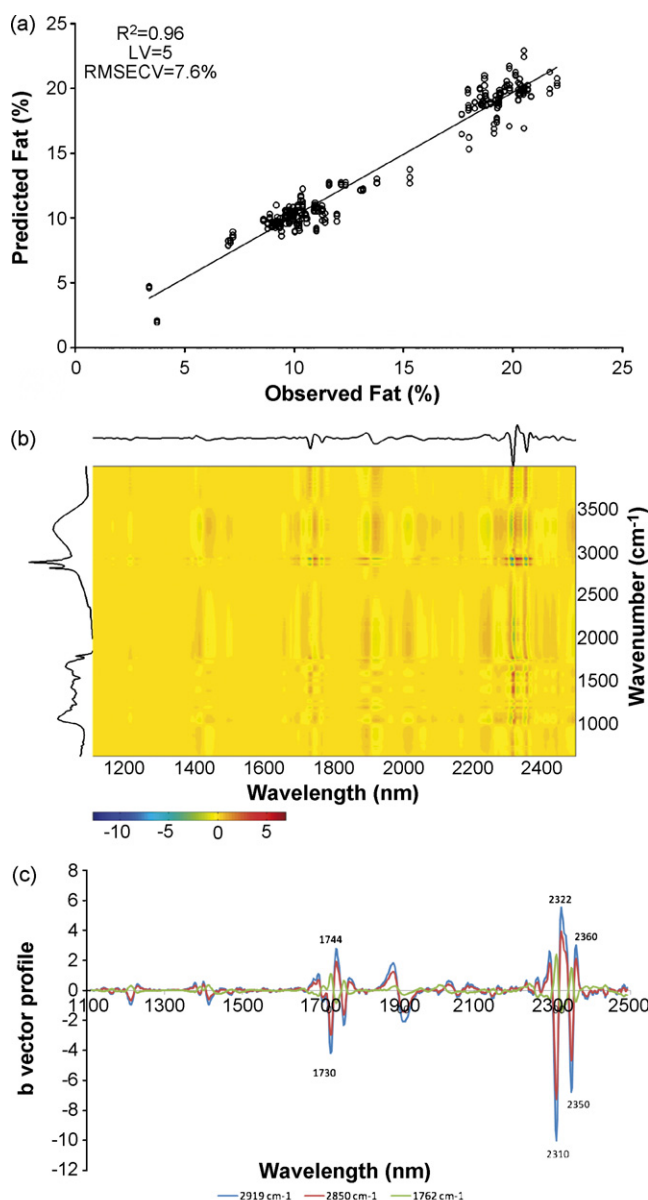 (a)
R²=0.96
LV=5
RMSECV=7.6%
Predicted Fat (%)
25
20
15
10
5
0
0 5 10 15 20 25
Observed Fat (%)
(b)
3500
3000
2500
2000
1500
1000
Wavenumber (cm⁻¹)
1200 1400 1600 1800 2000 2200 2400
Wavelength (nm)
-10 -5 0 5
(c)
b vector profile
8
6
4
2
0
-2
-4
-6
-8
-10
-12
2322
1744
2360
1100 1300 1500 1700 1900 2100 2300 2500
1730
2350
2310
Wavelength (nm)
2919 cm-1 2850 cm-1 1762 cm-1